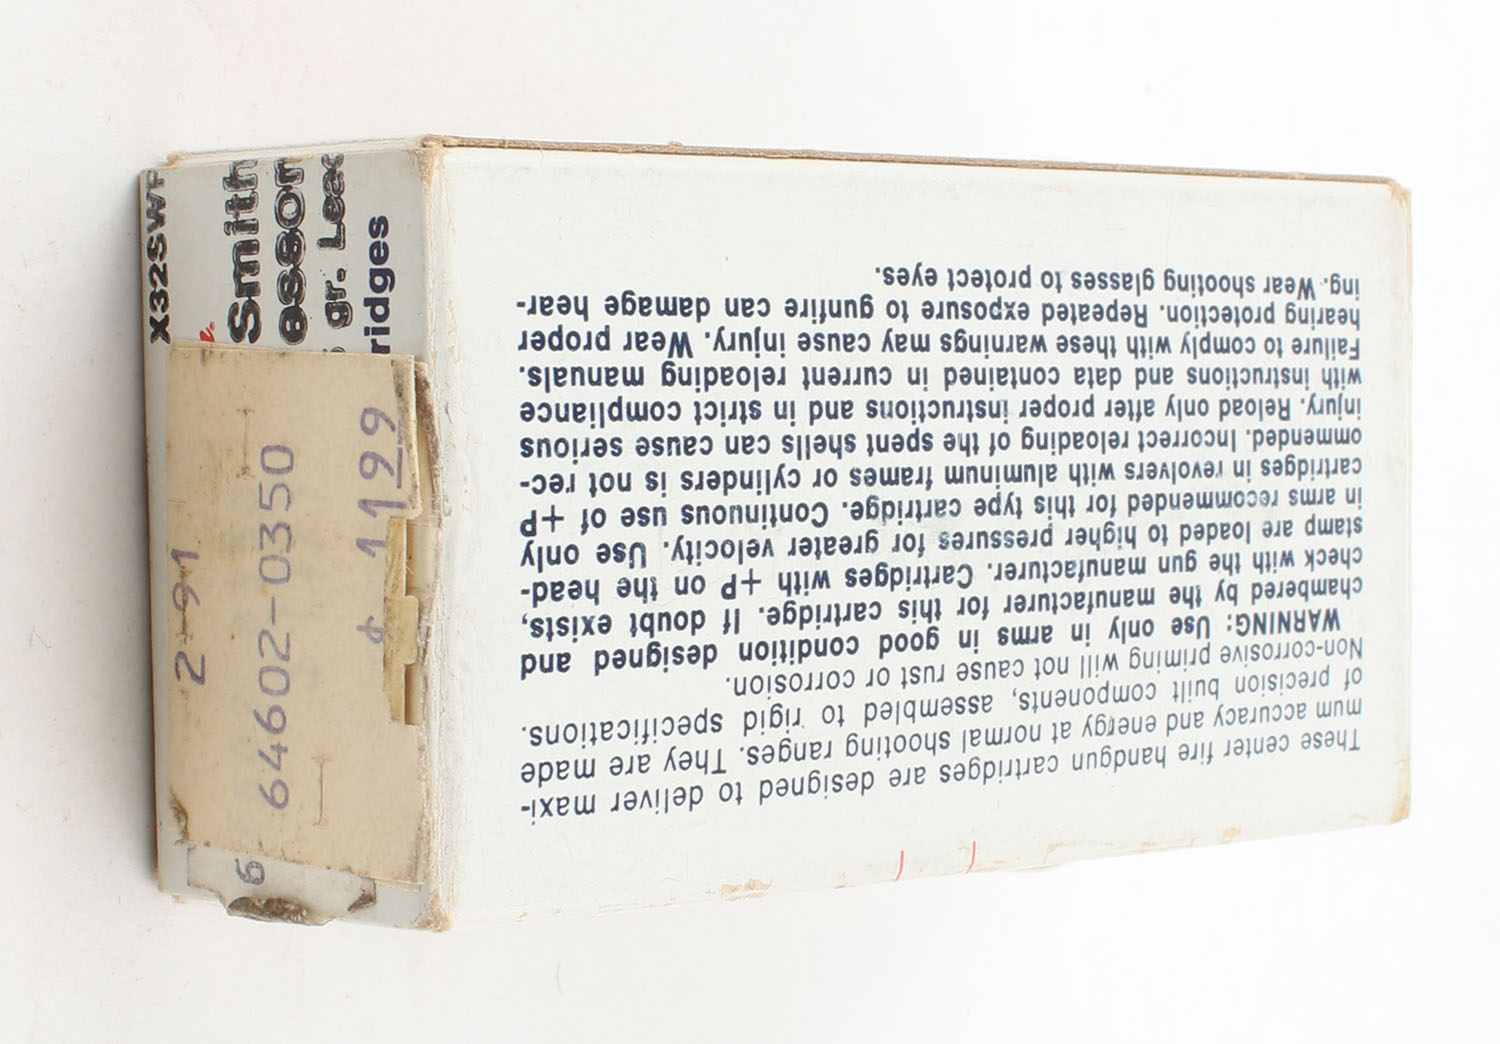 X32SWP
Smith
esson
gr. Lead
ridges
2-91
64602-0350
1199
6
These center fire handgun cartridges are designed to deliver maxi-
mum accuracy and energy at normal shooting ranges. They are made
of precision built components, assembled to rigid specifications.
Non-corrosive priming will not cause rust or corrosion.
WARNING: Use only in arms in good condition designed and
chambered by the manufacturer for this cartridge. If doubt exists,
check with the gun manufacturer. Cartridges with +P on the head-
stamp are loaded to higher pressures for greater velocity. Use only
in arms recommended for this type cartridge. Continuous use of +P
cartridges in revolvers with aluminum frames or cylinders is not rec-
ommended. Incorrect reloading of the spent shells can cause serious
injury. Reload only after proper instructions and in strict compliance
with instructions and data contained in current reloading manuals.
Failure to comply with these warnings may cause injury. Wear proper
hearing protection. Repeated exposure to gunfire can damage hear-
ing. Wear shooting glasses to protect eyes.